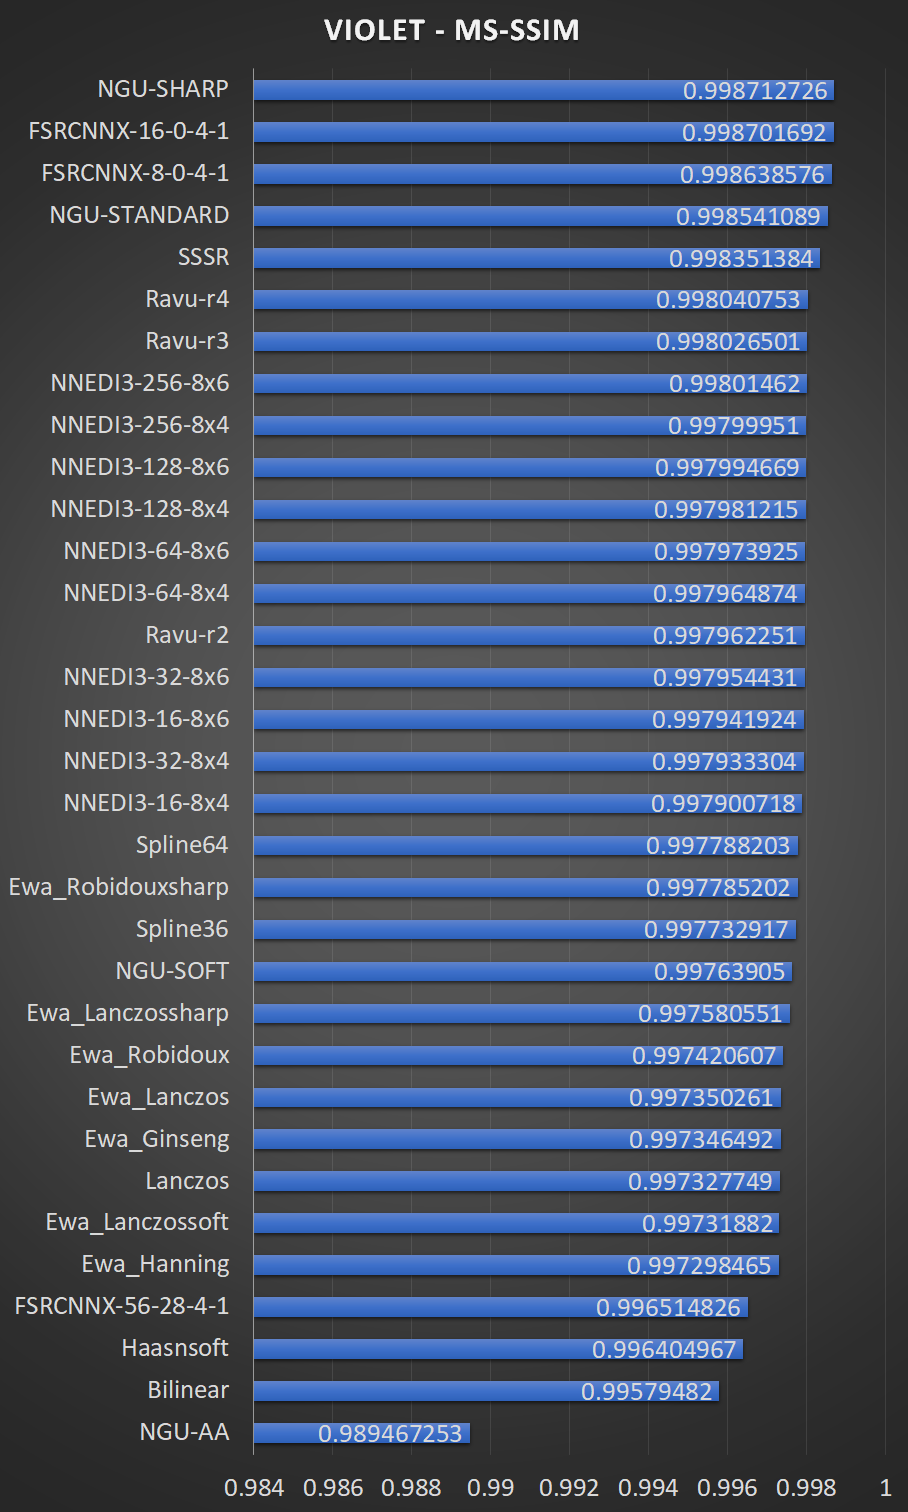 VIOLET - MS-SSIM
NGU-SHARP 0.998712726
FSRCNNX-16-0-4-1 0.998701692
FSRCNNX-8-0-4-1 0.998638576
NGU-STANDARD 0.998541089
SSSR 0.998351384
Ravu-r4 0.998040753
Ravu-r3 0.998026501
NNEDI3-256-8x6 0.99801462
NNEDI3-256-8x4 0.99799951
NNEDI3-128-8x6 0.997994669
NNEDI3-128-8x4 0.997981215
NNEDI3-64-8x6 0.997973925
NNEDI3-64-8x4 0.997964874
Ravu-r2 0.997962251
NNEDI3-32-8x6 0.997954431
NNEDI3-16-8x6 0.997941924
NNEDI3-32-8x4 0.997933304
NNEDI3-16-8x4 0.997900718
Spline64 0.997788203
Ewa_Robidouxsharp 0.997785202
Spline36 0.997732917
NGU-SOFT 0.99763905
Ewa_Lanczossharp 0.997580551
Ewa_Robidoux 0.997420607
Ewa_Lanczos 0.997350261
Ewa_Ginseng 0.997346492
Lanczos 0.997327749
Ewa_Lanczossoft 0.99731882
Ewa_Hanning 0.997298465
FSRCNNX-56-28-4-1 0.996514826
Haasnsoft 0.996404967
Bilinear 0.99579482
NGU-AA 0.989467253
0.984 0.986 0.988 0.99 0.992 0.994 0.996 0.998 1